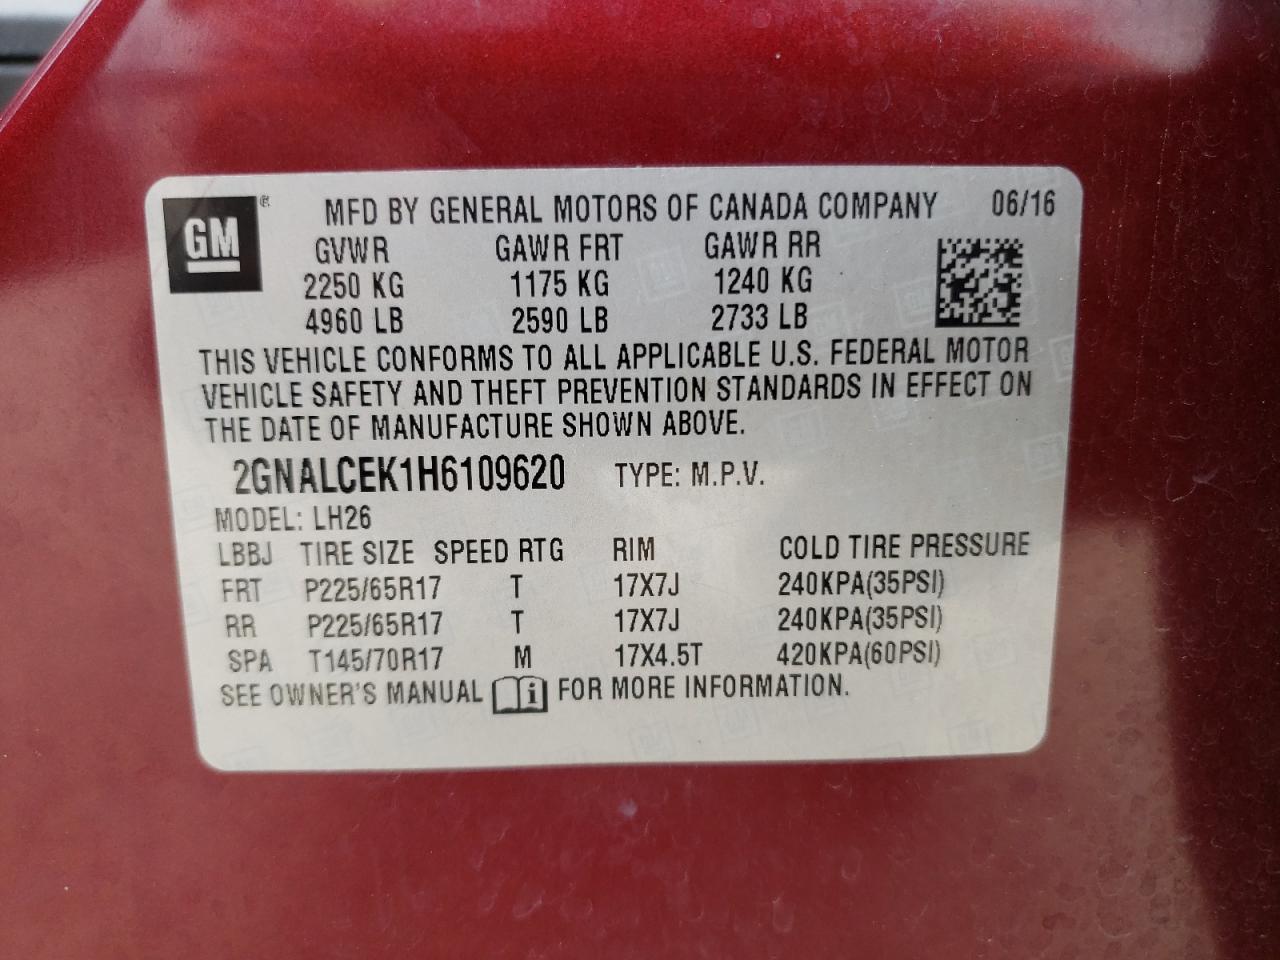 GM ® MFD BY GENERAL MOTORS OF CANADA COMPANY 06/16
GVWR GAWR FRT GAWR RR
2250 KG 1175 KG 1240 KG
4960 LB 2590 LB 2733 LB
THIS VEHICLE CONFORMS TO ALL APPLICABLE U.S. FEDERAL MOTOR
VEHICLE SAFETY AND THEFT PREVENTION STANDARDS IN EFFECT ON
THE DATE OF MANUFACTURE SHOWN ABOVE.
2GNALCEK1H6109620 TYPE: M.P.V.
MODEL: LH26
LBBJ TIRE SIZE SPEED RTG RIM COLD TIRE PRESSURE
FRT P225/65R17 T 17X7J 240KPA(35PSI)
RR P225/65R17 T 17X7J 240KPA(35PSI)
SPA T145/70R17 M 17X4.5T 420KPA(60PSI)
SEE OWNER'S MANUAL i FOR MORE INFORMATION.